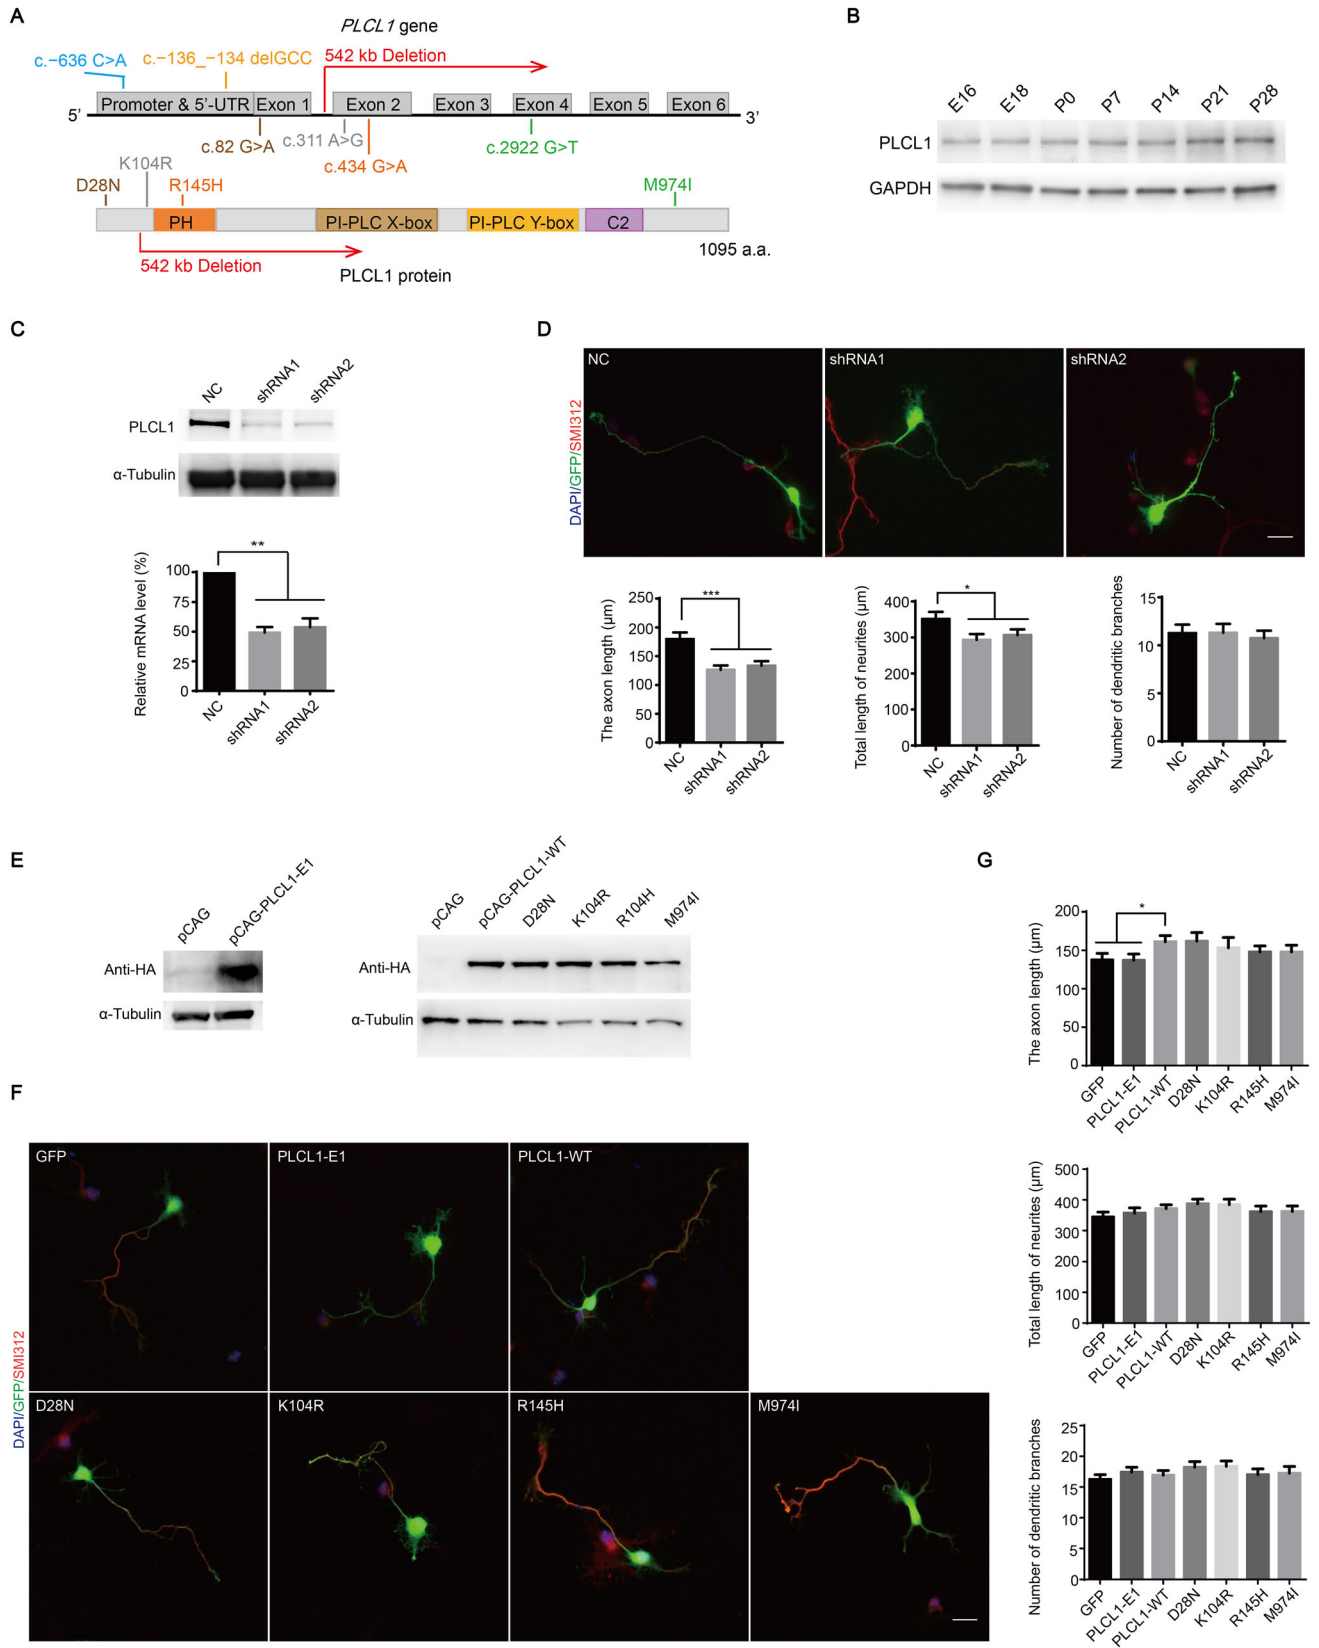 A
PLCL1 gene
c.−636 C>A
c.−136_−134 delGCC
542 kb Deletion
5’
Promoter & 5’-UTR
Exon 1
Exon 2
Exon 3
Exon 4
Exon 5
Exon 6
3’
c.82 G>A
c.311 A>G
c.434 G>A
c.2922 G>T
K104R
D28N
R145H
M974I
PH
PI-PLC X-box
PI-PLC Y-box
C2
1095 a.a.
542 kb Deletion
PLCL1 protein
B
E16
E18
P0
P7
P14
P21
P28
PLCL1
GAPDH
C
NC
shRNA1
shRNA2
PLCL1
α-Tubulin
**
Relative mRNA level (%)
100
75
50
25
0
NC
shRNA1
shRNA2
D
DAPI/GFP/SMI312
NC
shRNA1
shRNA2
The axon length (μm)
250
200
150
100
50
0
***
NC
shRNA1
shRNA2
Total length of neurites (μm)
400
300
200
100
0
*
NC
shRNA1
shRNA2
Number of dendritic branches
15
10
5
0
NC
shRNA1
shRNA2
E
pCAG
pCAG-PLCL1-E1
Anti-HA
α-Tubulin
pCAG
pCAG-PLCL1-WT
D28N
K104R
R104H
M974I
Anti-HA
α-Tubulin
F
DAPI/GFP/SMI312
GFP
PLCL1-E1
PLCL1-WT
D28N
K104R
R145H
M974I
G
The axon length (μm)
200
150
100
50
0
*
GFP
PLCL1-E1
PLCL1-WT
D28N
K104R
R145H
M974I
Total length of neurites (μm)
500
400
300
200
100
0
GFP
PLCL1-E1
PLCL1-WT
D28N
K104R
R145H
M974I
Number of dendritic branches
25
20
15
10
5
0
GFP
PLCL1-E1
PLCL1-WT
D28N
K104R
R145H
M974I